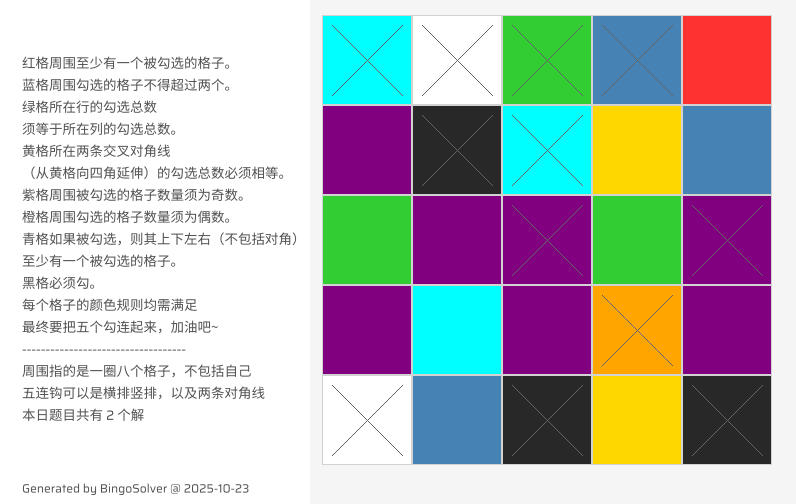 红格周围至少有一个被勾选的格子。
蓝格周围勾选的格子不得超过两个。
绿格所在行的勾选总数
须等于所在列的勾选总数。
黄格所在两条交叉对角线
（从黄格向四角延伸）的勾选总数必须相等。
紫格周围被勾选的格子数量须为奇数。
橙格周围勾选的格子数量须为偶数。
青格如果被勾选，则其上下左右（不包括对角）
至少有一个被勾选的格子。
黑格必须勾。
每个格子的颜色规则均需满足
最终要把五个勾连起来，加油吧~
----------------------------------
周围指的是一圈八个格子，不包括自己
五连钩可以是横排竖排，以及两条对角线
本日题目共有 2 个解
Generated by BingoSolver @ 2025-10-23